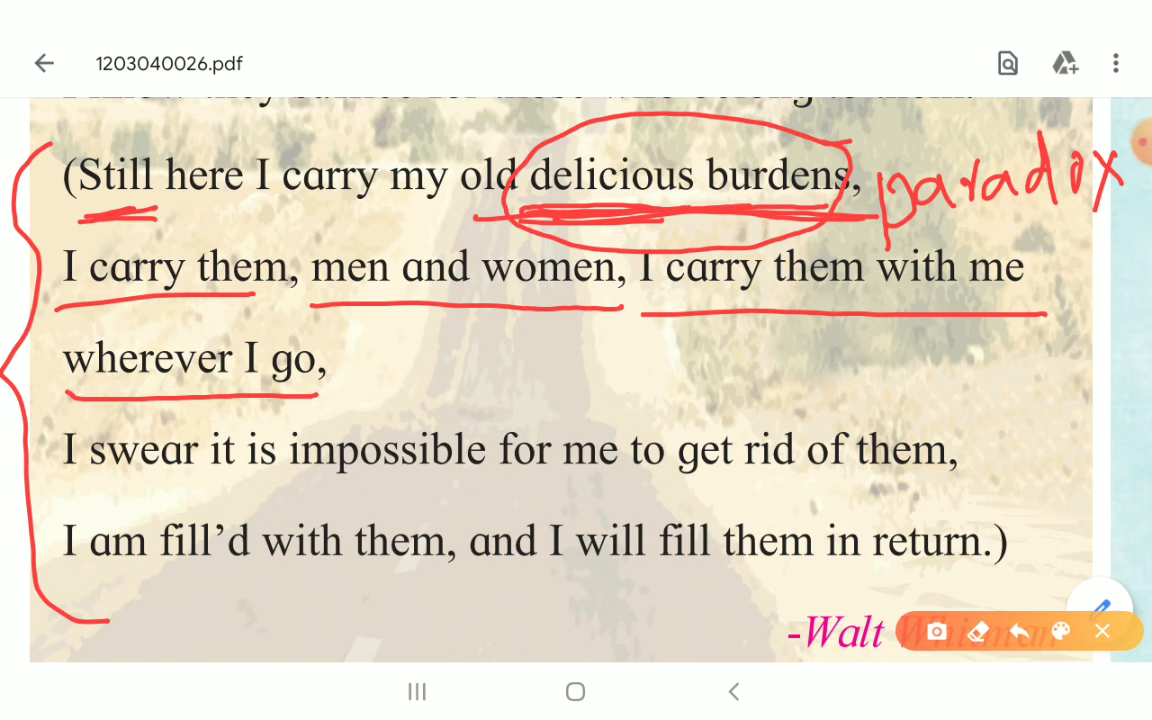 1203040026.pdf
(Still here I carry my old delicious burdens, paradox
I carry them, men and women, I carry them with me
wherever I go,
I swear it is impossible for me to get rid of them,
I am fill’d with them, and I will fill them in return.)
-Walt Whitman